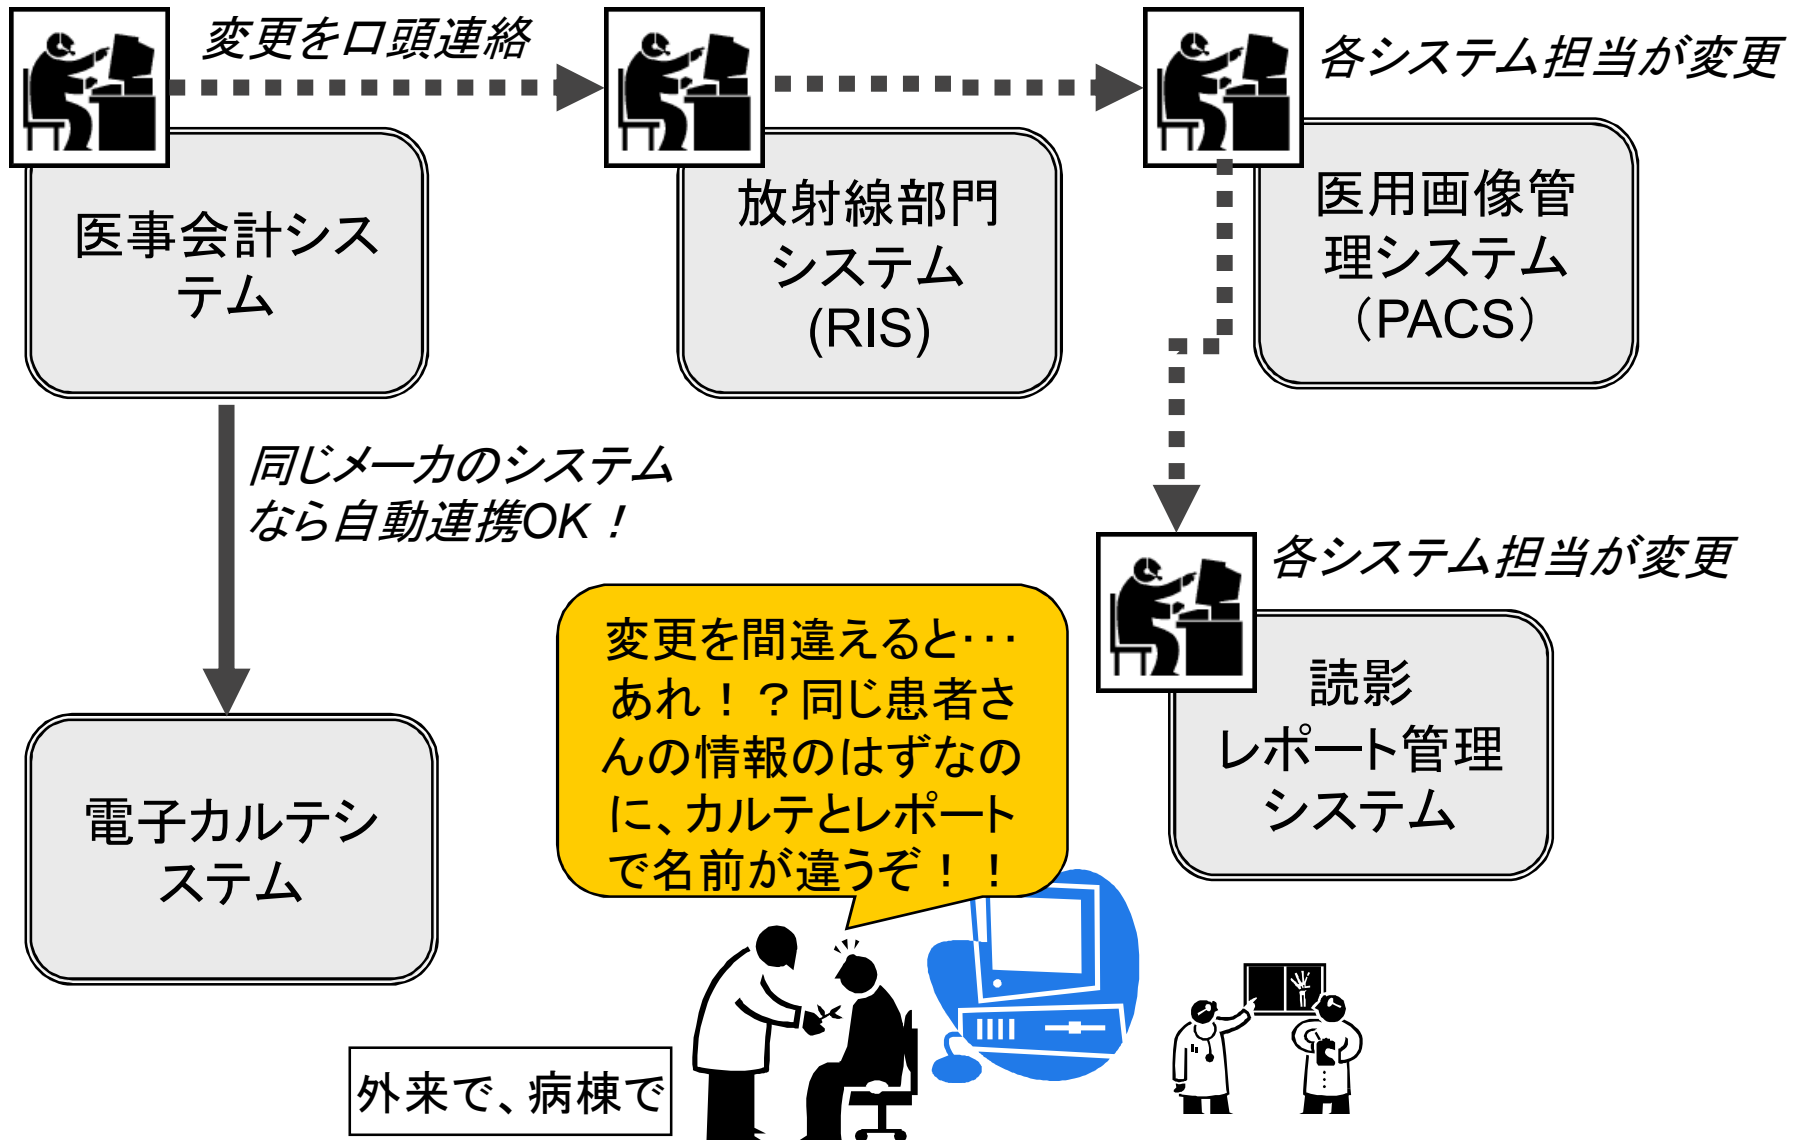 変更を口頭連絡
各システム担当が変更
医事会計シス
テム
放射線部門
システム
(RIS)
医用画像管
理システム
（PACS）
同じメーカのシステム
なら自動連携OK！
各システム担当が変更
変更を間違えると･･･
あれ！？同じ患者さ
んの情報のはずなの
に、カルテとレポート
で名前が違うぞ！！
読影
レポート管理
システム
電子カルテシ
ステム
外来で、病棟で